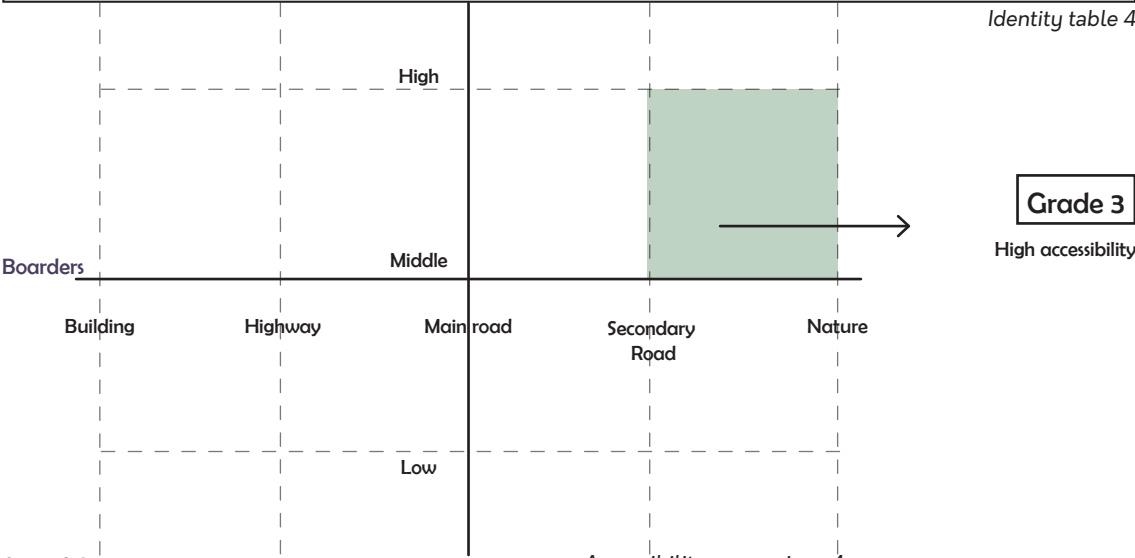 Identity table 4
High
Grade 3
High accessibility
Middle
Boarders
Building
Highway
Main road
Secondary
Road
Nature
Low